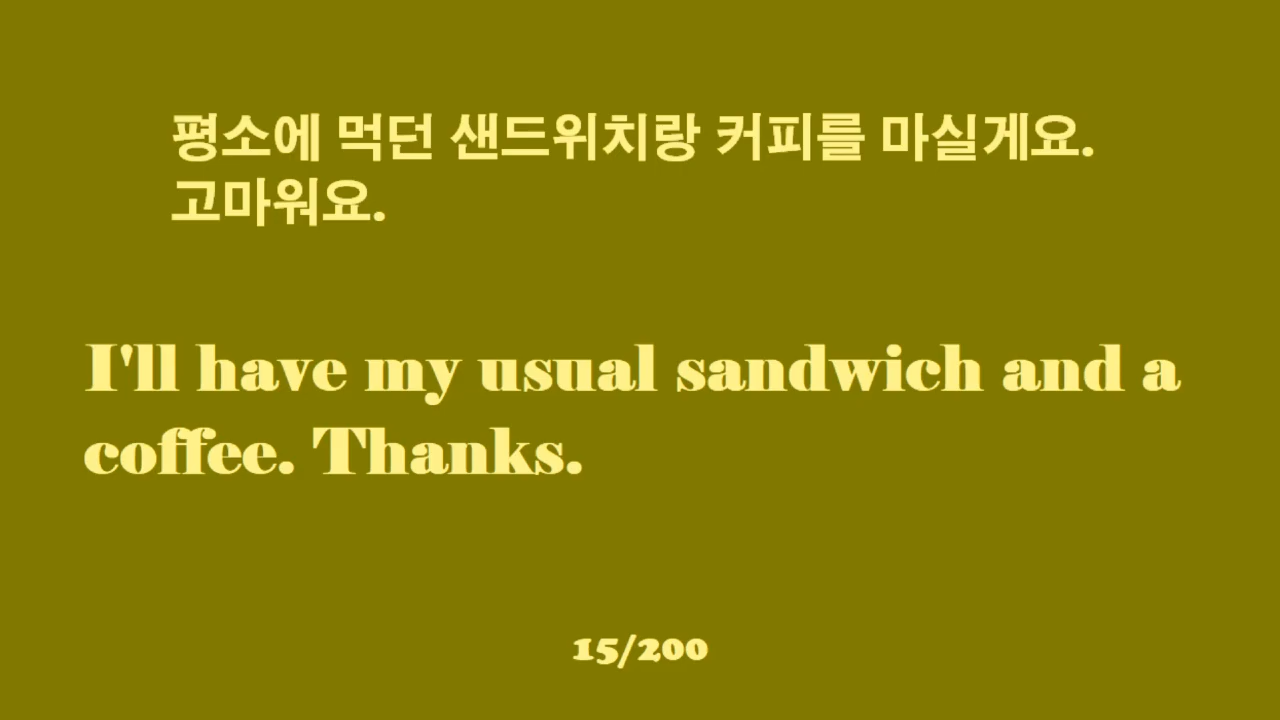 평소에 먹던 샌드위치랑 커피를 마실게요.
고마워요.
I'll have my usual sandwich and a
coffee. Thanks.
15/200